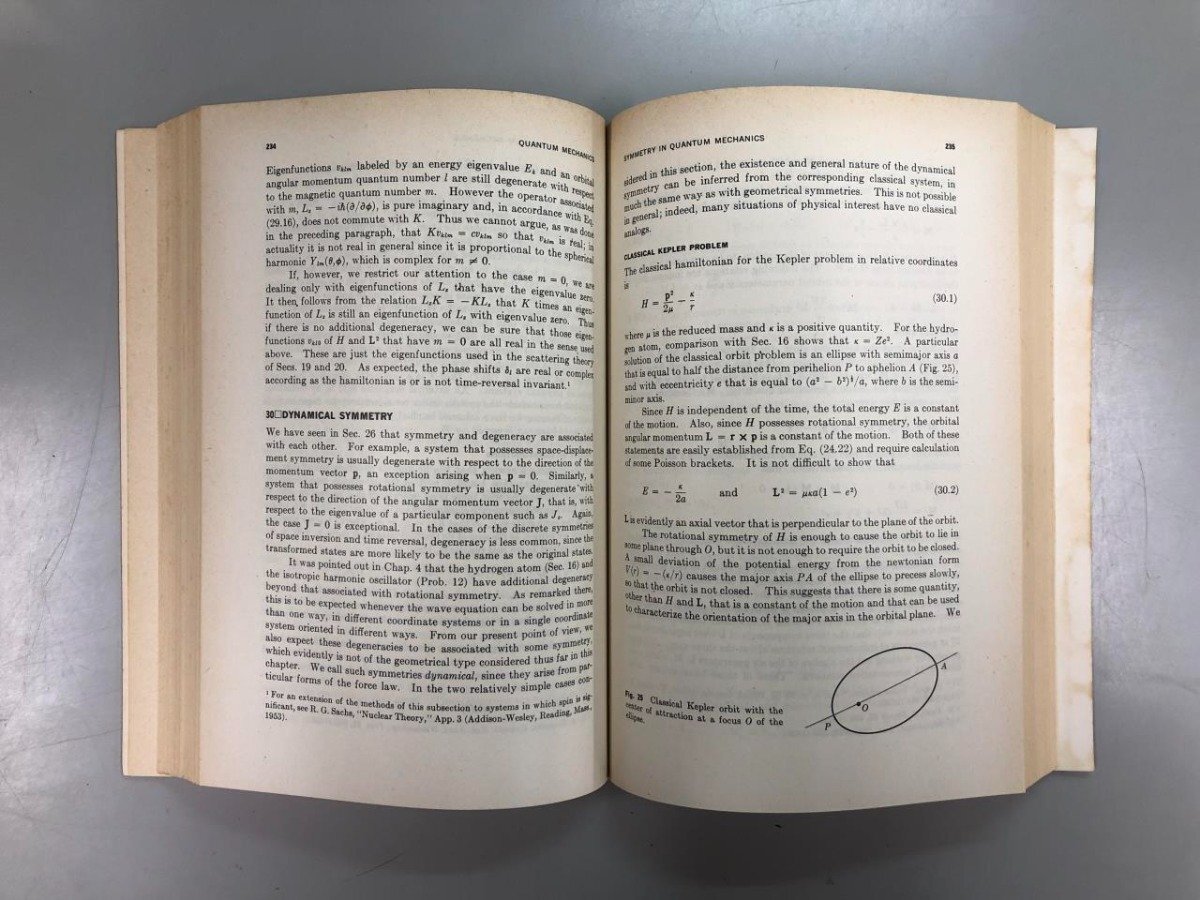 234
QUANTUM MECHANICS
Eigenfunctions vₖₗₘ labeled by an energy eigenvalue Eₖ and an orbital
angular momentum quantum number l are still degenerate with respect
to the magnetic quantum number m. However the operator associated
with m, L_z = −iħ(∂/∂φ), is pure imaginary and, in accordance with Eq.
(29.16), does not commute with K. Thus we cannot argue, as was done
in the preceding paragraph, that Kvₖₗₘ = cvₖₗₘ so that vₖₗₘ is real; in
actuality it is not real in general since it is proportional to the spherical
harmonic Yₗₘ(θ,φ), which is complex for m ≠ 0.
If, however, we restrict our attention to the case m = 0, we are
dealing only with eigenfunctions of L_z that have the eigenvalue zero.
It then follows from the relation L_zK = −KL_z that K times an eigen-
function of L_z is still an eigenfunction of L_z with eigenvalue zero. Thus
if there is no additional degeneracy, we can be sure that those eigen-
functions vₖₗ₀ of H and L² that have m = 0 are all real in the sense used
above. These are just the eigenfunctions used in the scattering theory
of Secs. 19 and 20. As expected, the phase shifts δₗ are real or complex
according as the hamiltonian is or is not time-reversal invariant.¹
30□DYNAMICAL SYMMETRY
We have seen in Sec. 26 that symmetry and degeneracy are associated
with each other. For example, a system that possesses space-displace-
ment symmetry is usually degenerate with respect to the direction of the
momentum vector p, an exception arising when p = 0. Similarly, a
system that possesses rotational symmetry is usually degenerate with
respect to the direction of the angular momentum vector J, that is, with
respect to the eigenvalue of a particular component such as J_z. Again,
the case J = 0 is exceptional. In the cases of the discrete symmetries
of space inversion and time reversal, degeneracy is less common, since the
transformed states are more likely to be the same as the original states.
It was pointed out in Chap. 4 that the hydrogen atom (Sec. 16) and
the isotropic harmonic oscillator (Prob. 12) have additional degeneracy
beyond that associated with rotational symmetry. As remarked there,
this is to be expected whenever the wave equation can be solved in more
than one way, in different coordinate systems or in a single coordinate
system oriented in different ways. From our present point of view, we
also expect these degeneracies to be associated with some symmetry,
which evidently is not of the geometrical type considered thus far in this
chapter. We call such symmetries dynamical, since they arise from par-
ticular forms of the force law. In the two relatively simple cases con-
¹ For an extension of the methods of this subsection to systems in which spin is sig-
nificant, see R. G. Sachs, "Nuclear Theory," App. 3 (Addison-Wesley, Reading, Mass.,
1953).
SYMMETRY IN QUANTUM MECHANICS
235
sidered in this section, the existence and general nature of the dynamical
symmetry can be inferred from the corresponding classical system, in
much the same way as with geometrical symmetries. This is not possible
in general; indeed, many situations of physical interest have no classical
analogs.
CLASSICAL KEPLER PROBLEM
The classical hamiltonian for the Kepler problem in relative coordinates
is
H = p²/2μ − κ/r (30.1)
where μ is the reduced mass and κ is a positive quantity. For the hydro-
gen atom, comparison with Sec. 16 shows that κ = Ze². A particular
solution of the classical orbit problem is an ellipse with semimajor axis a
that is equal to half the distance from perihelion P to aphelion A (Fig. 25),
and with eccentricity e that is equal to (a² − b²)^½/a, where b is the semi-
minor axis.
Since H is independent of the time, the total energy E is a constant
of the motion. Also, since H possesses rotational symmetry, the orbital
angular momentum L = r × p is a constant of the motion. Both of these
statements are easily established from Eq. (24.22) and require calculation
of some Poisson brackets. It is not difficult to show that
E = − κ/2a and L² = μκa(1 − e²) (30.2)
L is evidently an axial vector that is perpendicular to the plane of the orbit.
The rotational symmetry of H is enough to cause the orbit to lie in
some plane through O, but it is not enough to require the orbit to be closed.
A small deviation of the potential energy from the newtonian form
V(r) = −(κ/r) causes the major axis PA of the ellipse to precess slowly,
so that the orbit is not closed. This suggests that there is some quantity,
other than H and L, that is a constant of the motion and that can be used
to characterize the orientation of the major axis in the orbital plane. We
Fig. 25 Classical Kepler orbit with the
center of attraction at a focus O of the
ellipse.
A
O
P